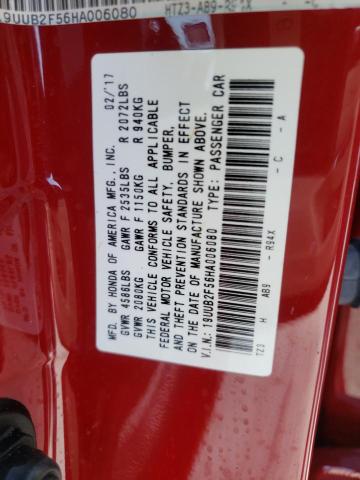 19UUB2F56HA006080
HTZ3-AB9-R94X - -C
MFD. BY HONDA OF AMERICA MFG., INC. 02/'17
GVWR 4586LBS GAWR F 2535LBS R 2072LBS
GVWR 2080KG GAWR F 1150KG R 940KG
THIS VEHICLE CONFORMS TO ALL APPLICABLE
FEDERAL MOTOR VEHICLE SAFETY, BUMPER,
AND THEFT PREVENTION STANDARDS IN EFFECT
ON THE DATE OF MANUFACTURE SHOWN ABOVE.
V.I.N.: 19UUB2F56HA006080 TYPE: PASSENGER CAR
TZ3 H AB9 - R94X - C - A